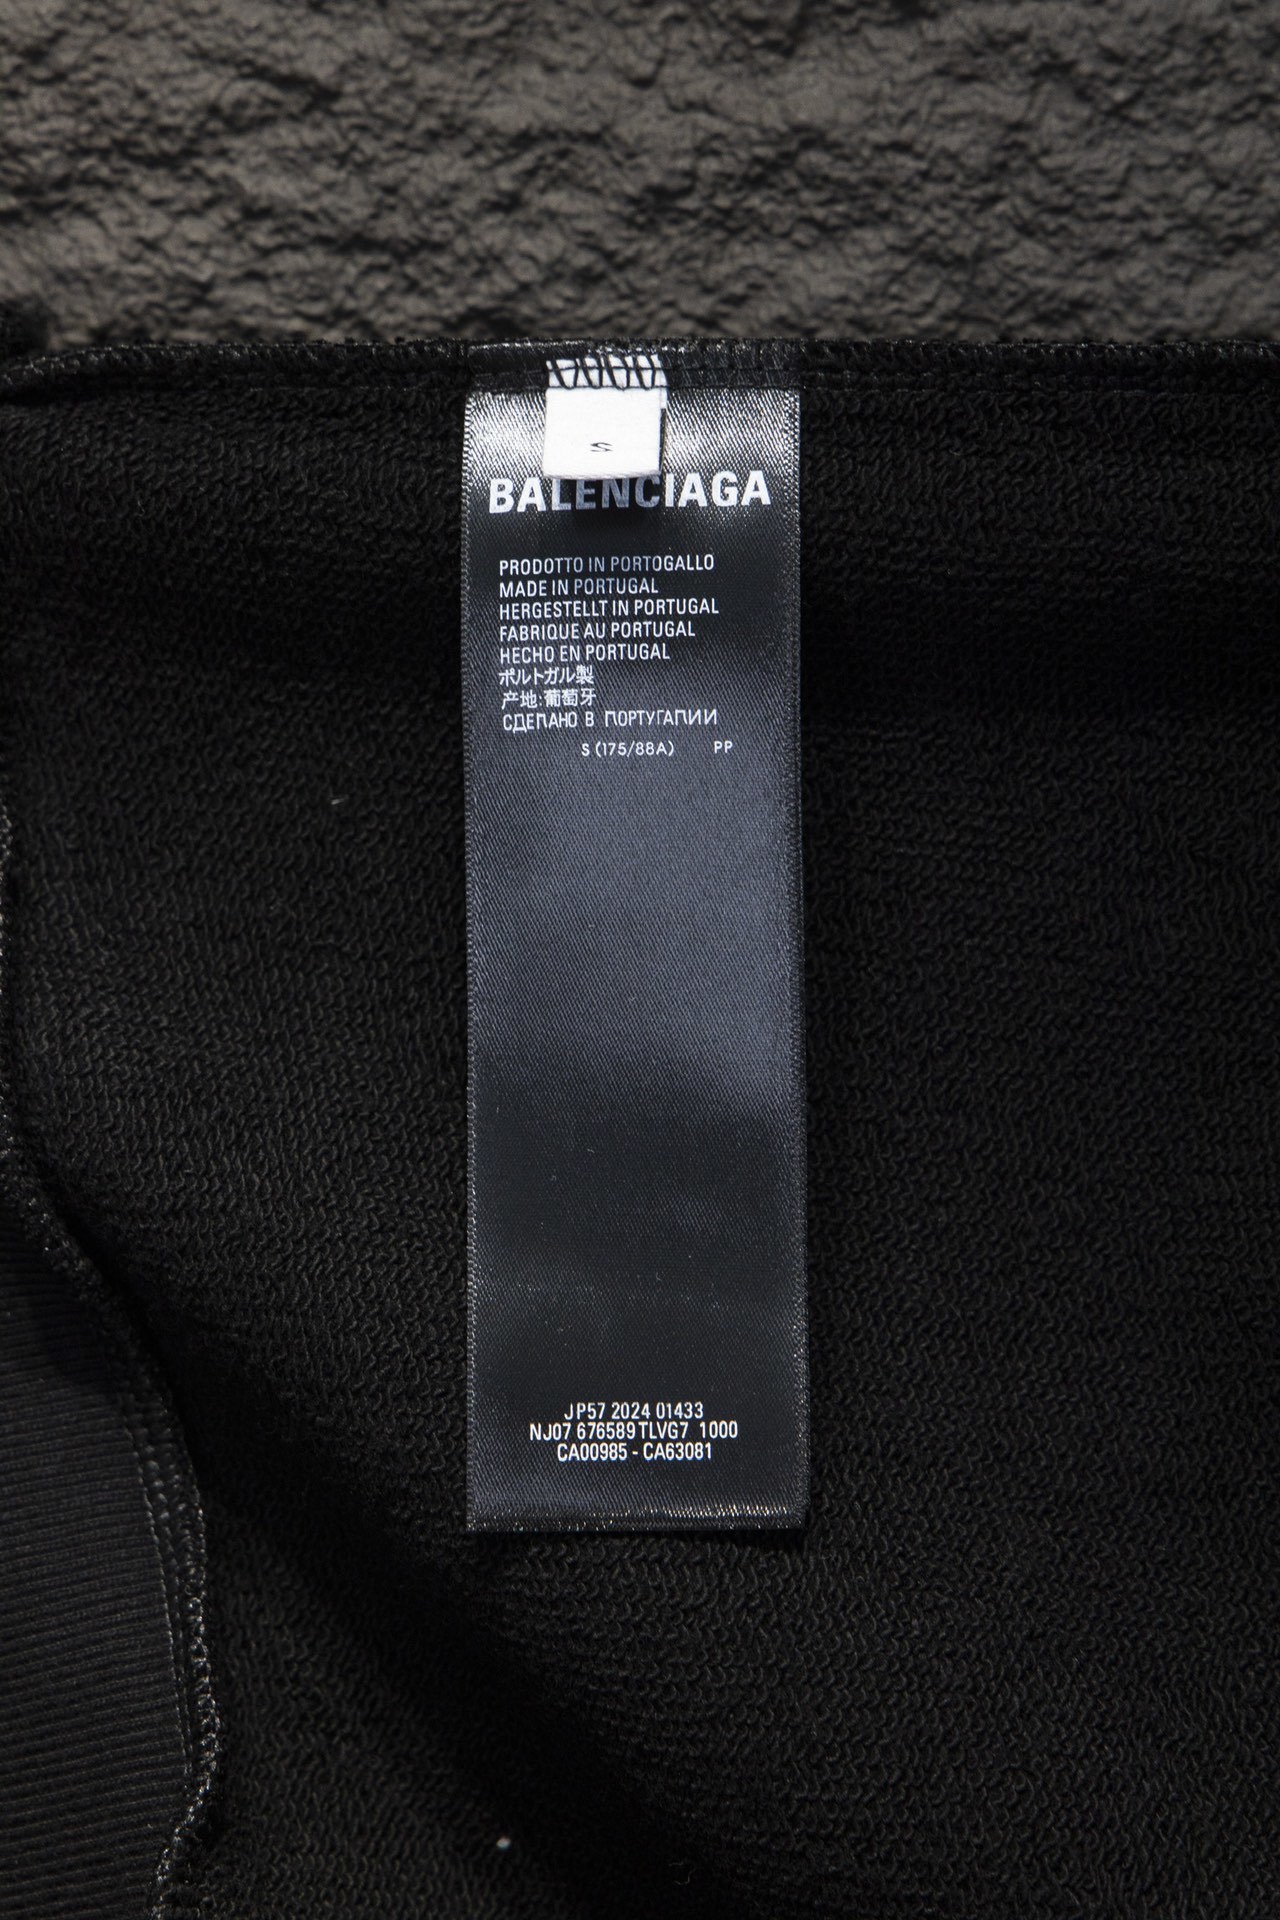 S
BALENCIAGA
PRODOTTO IN PORTOGALLO
MADE IN PORTUGAL
HERGESTELLT IN PORTUGAL
FABRIQUE AU PORTUGAL
HECHO EN PORTUGAL
ポルトガル製
产地:葡萄牙
СДЕЛАНО В ПОРТУГАЛИИ
S (175/88A) PP
JP57 2024 01433
NJ07 676589 TLVG7 1000
CA00985 - CA63081